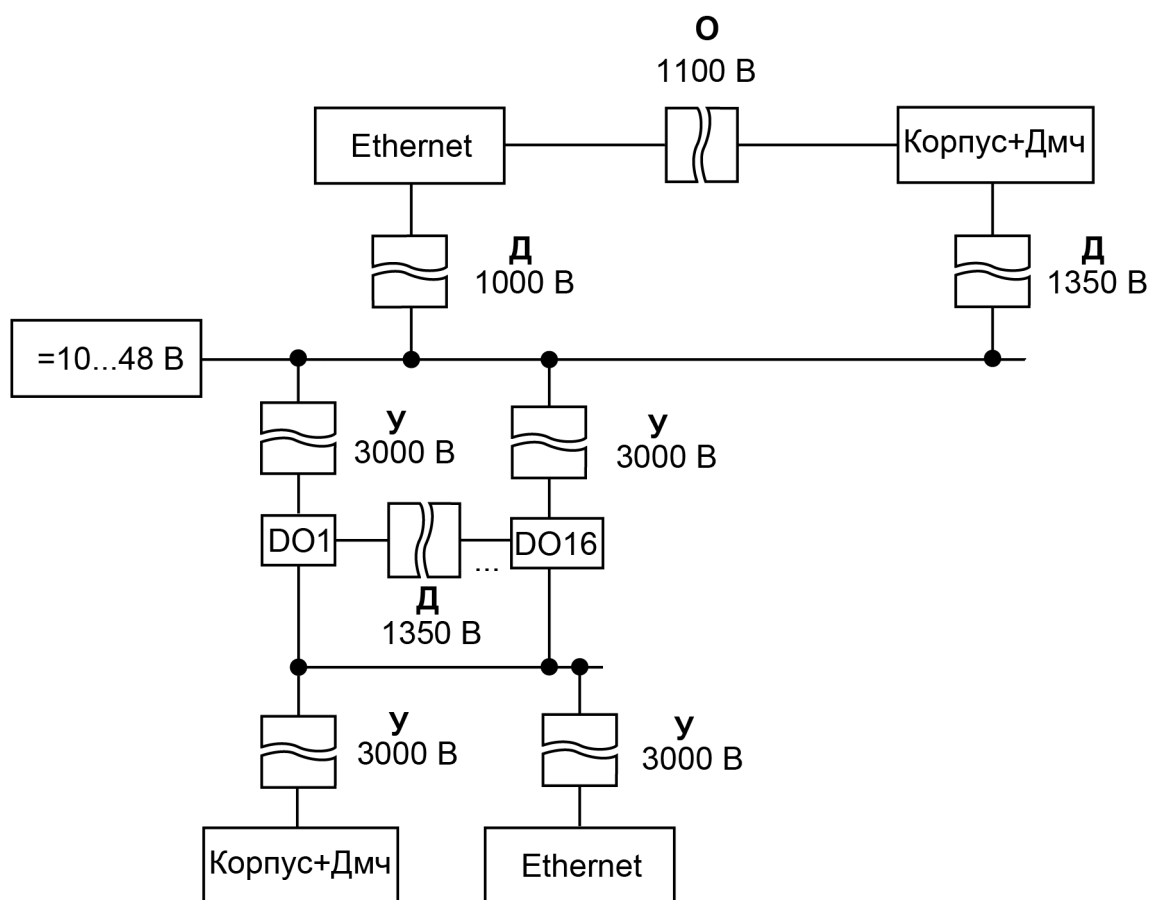 О
1100 В
Ethernet
Корпус+Дмч
Д
1000 В
Д
1350 В
=10...48 В
У
3000 В
У
3000 В
DO1
...
DO16
Д
1350 В
У
3000 В
У
3000 В
Корпус+Дмч
Ethernet